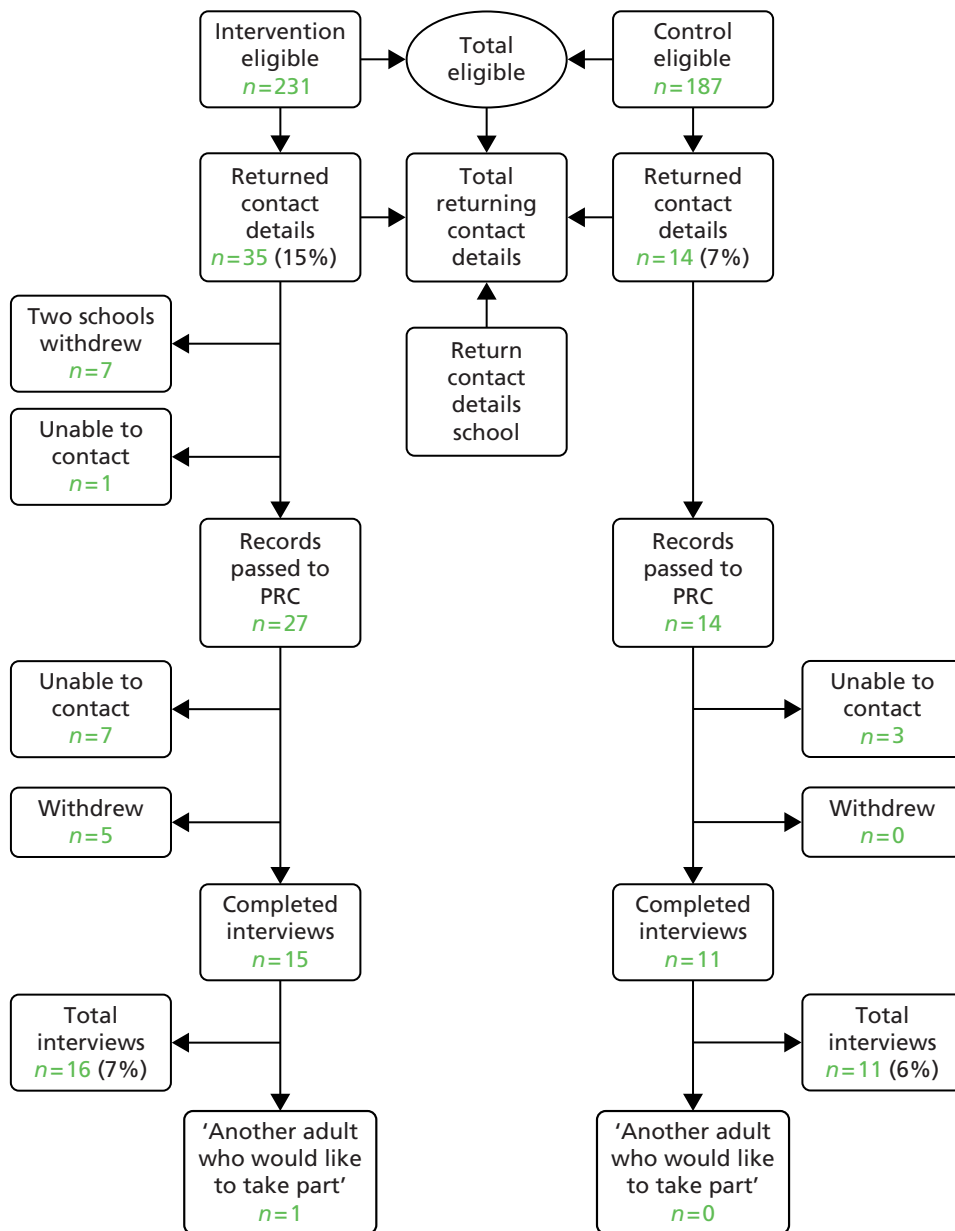 Intervention
eligible
n=231
Total
eligible
Control
eligible
n=187
Returned
contact
details
n=35 (15%)
Total
returning
contact
details
Returned
contact
details
n=14 (7%)
Two schools
withdrew
n=7
Return
contact
details
school
Unable to
contact
n=1
Records
passed to
PRC
n=27
Records
passed to
PRC
n=14
Unable to
contact
n=7
Unable to
contact
n=3
Withdrew
n=5
Withdrew
n=0
Completed
interviews
n=15
Completed
interviews
n=11
Total
interviews
n=16 (7%)
Total
interviews
n=11 (6%)
'Another adult
who would like
to take part'
n=1
'Another adult
who would like
to take part'
n=0